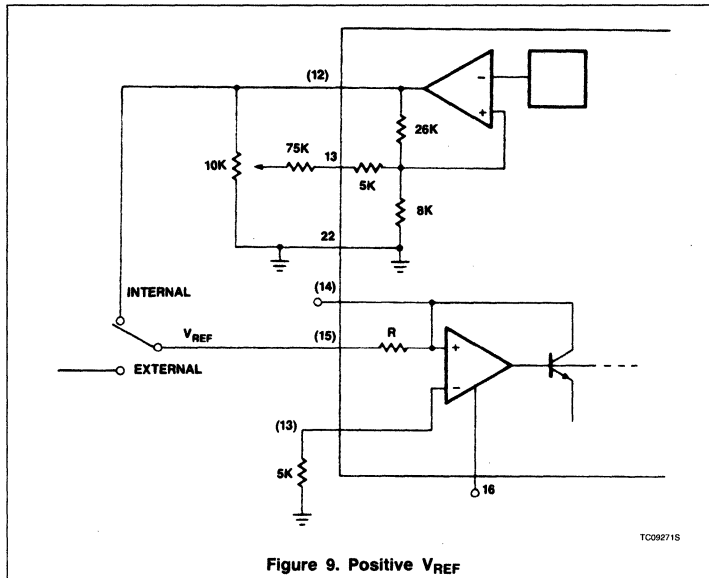 (12)
−
+
26K
75K
13
10K
5K
8K
22
(14)
INTERNAL
VREF
(15)
R
+
EXTERNAL
−
(13)
5K
16
TC09271S
Figure 9. Positive VREF